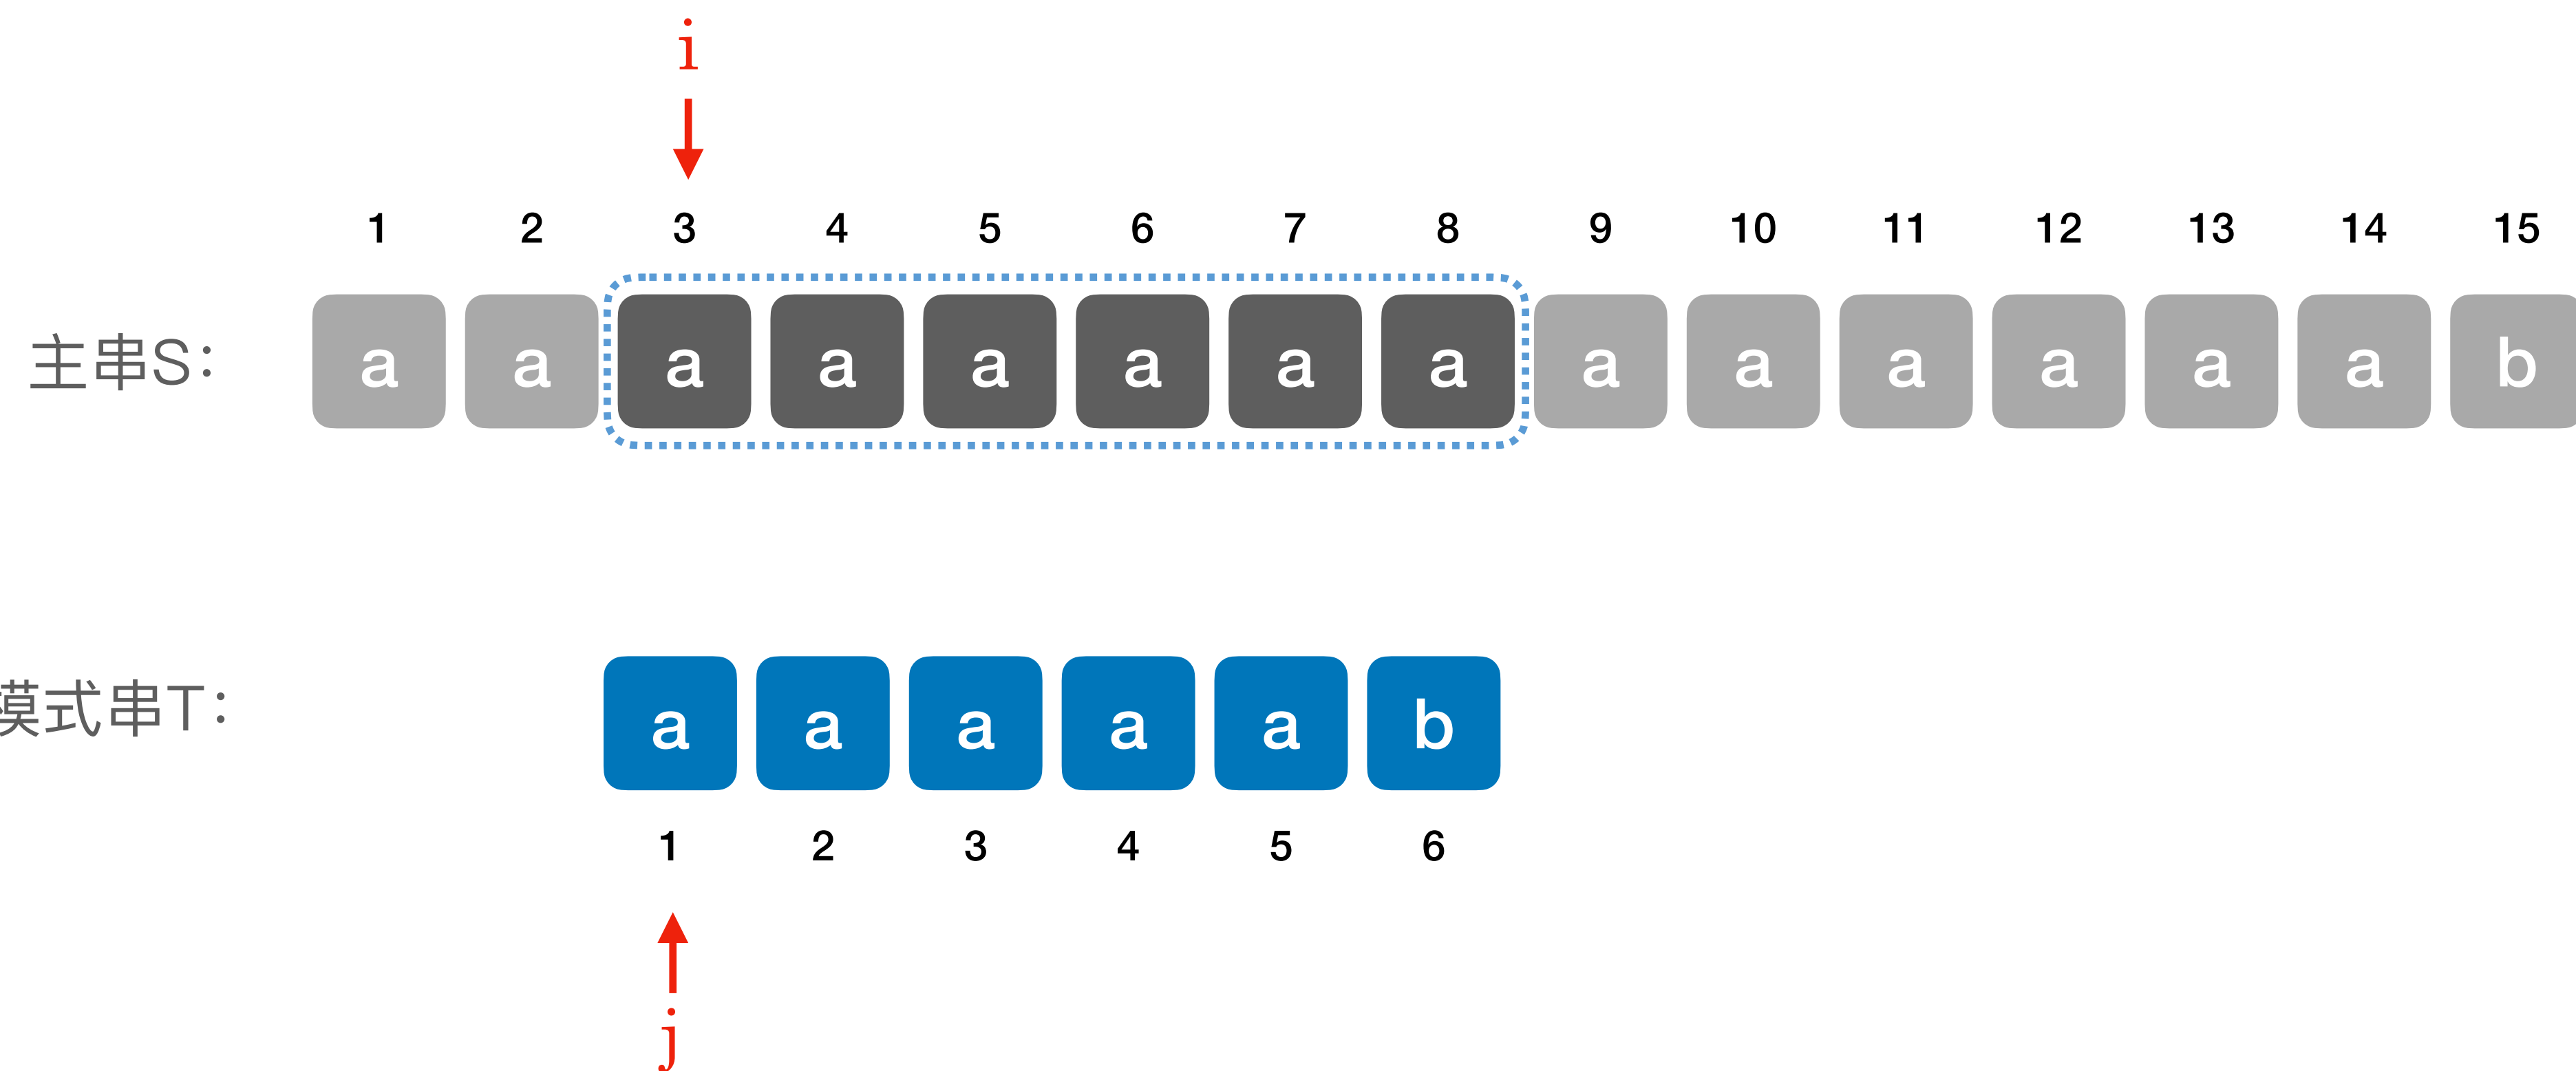 i
1 2 3 4 5 6 7 8 9 10 11 12 13 14 15
主串S: a a a a a a a a a a a a a a b
模式串T: a a a a a b
1 2 3 4 5 6
j